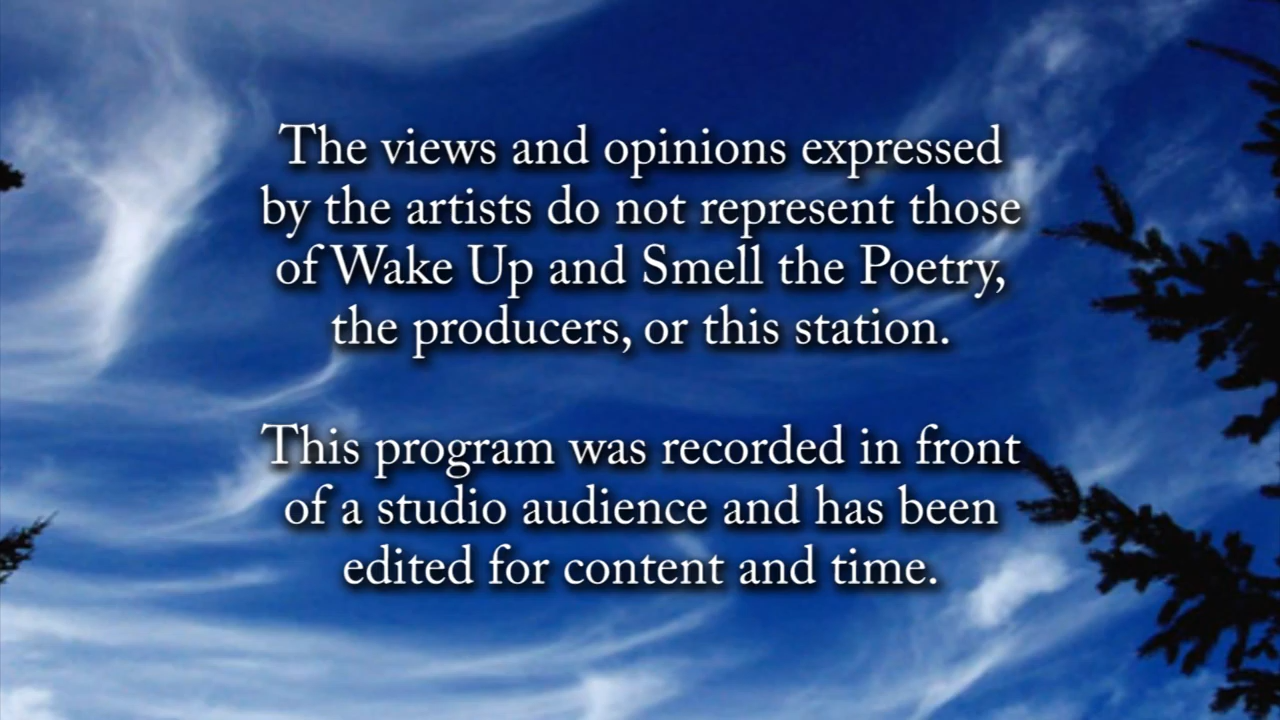 The views and opinions expressed
by the artists do not represent those
of Wake Up and Smell the Poetry,
the producers, or this station.
This program was recorded in front
of a studio audience and has been
edited for content and time.